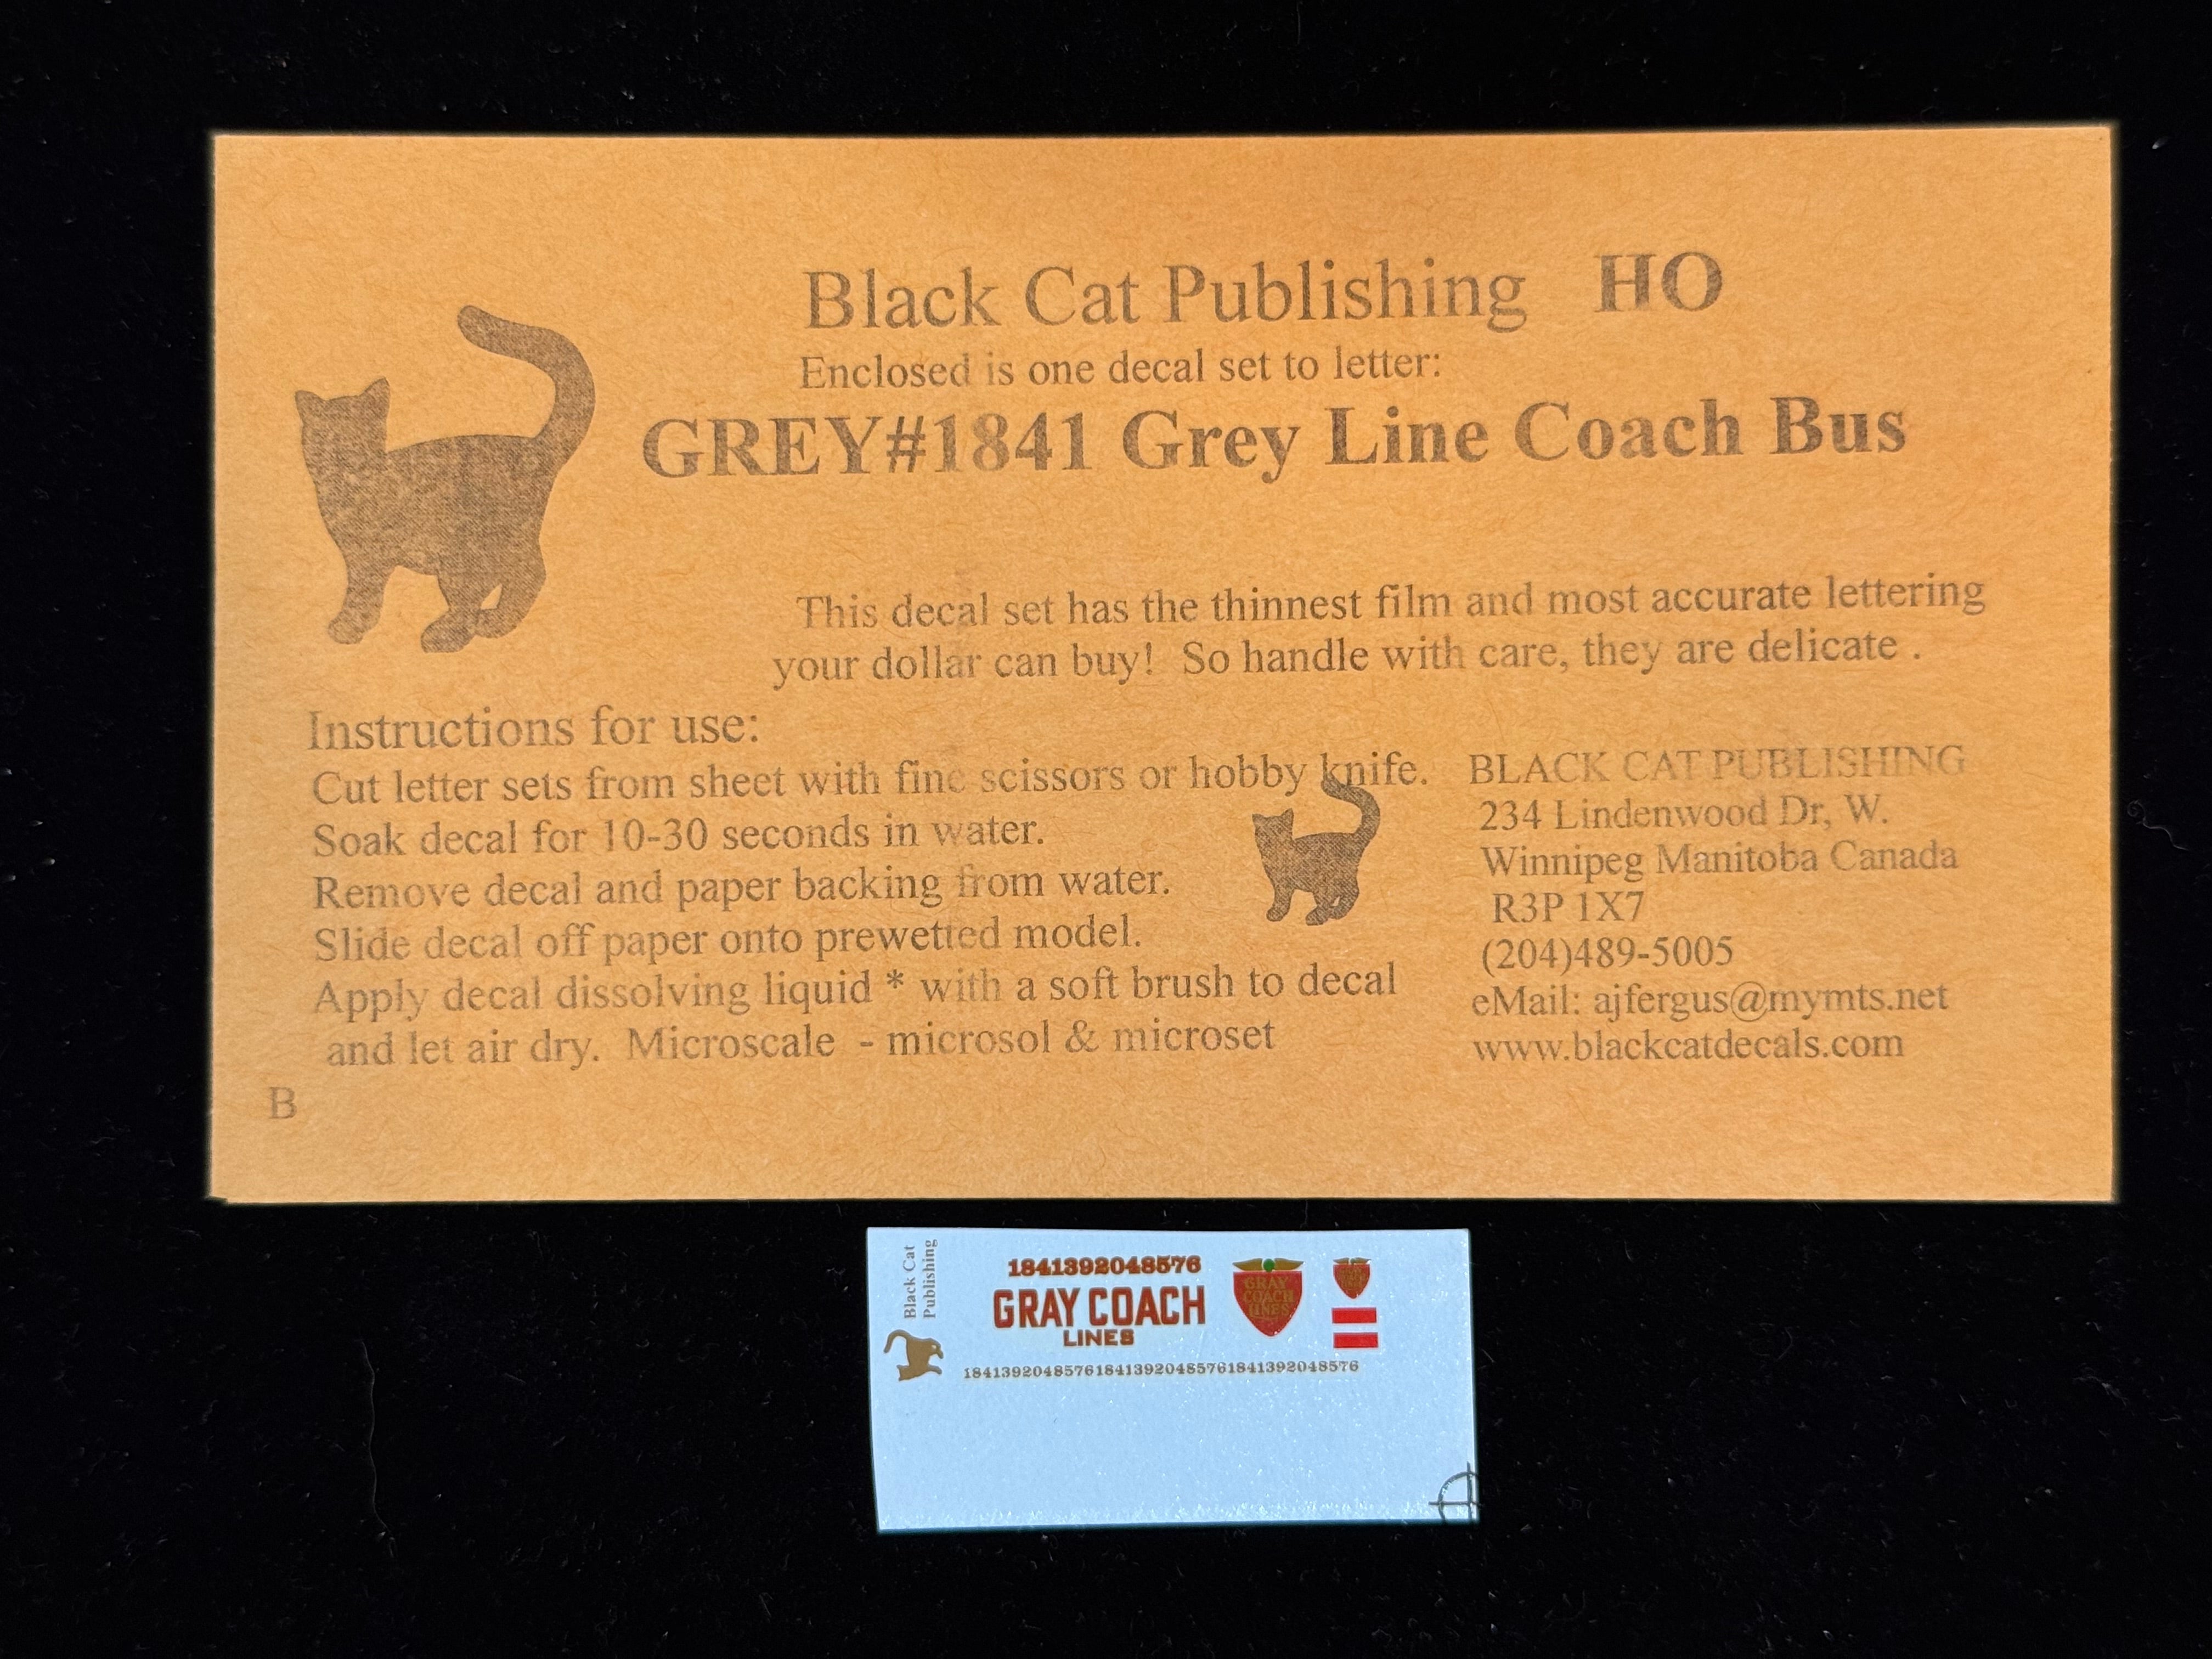 Black Cat Publishing HO
Enclosed is one decal set to letter:
GREY#1841 Grey Line Coach Bus
This decal set has the thinnest film and most accurate lettering
your dollar can buy! So handle with care, they are delicate .
Instructions for use:
Cut letter sets from sheet with fine scissors or hobby knife.
Soak decal for 10-30 seconds in water.
Remove decal and paper backing from water.
Slide decal off paper onto prewetted model.
Apply decal dissolving liquid * with a soft brush to decal
and let air dry. Microscale - microsol & microset
BLACK CAT PUBLISHING
234 Lindenwood Dr, W.
Winnipeg Manitoba Canada
R3P 1X7
(204)489-5005
eMail: ajfergus@mymts.net
www.blackcatdecals.com
B
Black Cat
Publishing
1841392048576
GRAY COACH
LINES
GRAY
COACH
LINES
184139204857618413920485761841392048576